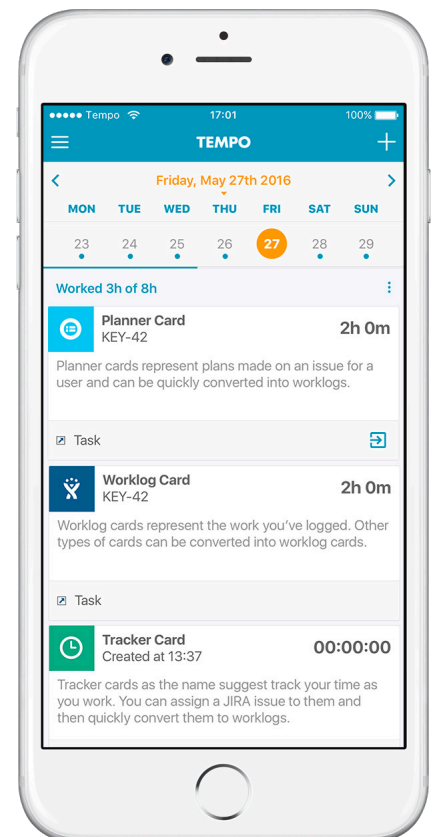 Tempo 17:01 100%
TEMPO
Friday, May 27th 2016
MON TUE WED THU FRI SAT SUN
23 24 25 26 27 28 29
Worked 3h of 8h
Planner Card 2h 0m
KEY-42
Planner cards represent plans made on an issue for a
user and can be quickly converted into worklogs.
Task
Worklog Card 2h 0m
KEY-42
Worklog cards represent the work you’ve logged. Other
types of cards can be converted into worklog cards.
Task
Tracker Card 00:00:00
Created at 13:37
Tracker cards as the name suggest track your time as
you work. You can assign a JIRA issue to them and
then quickly convert them to worklogs.